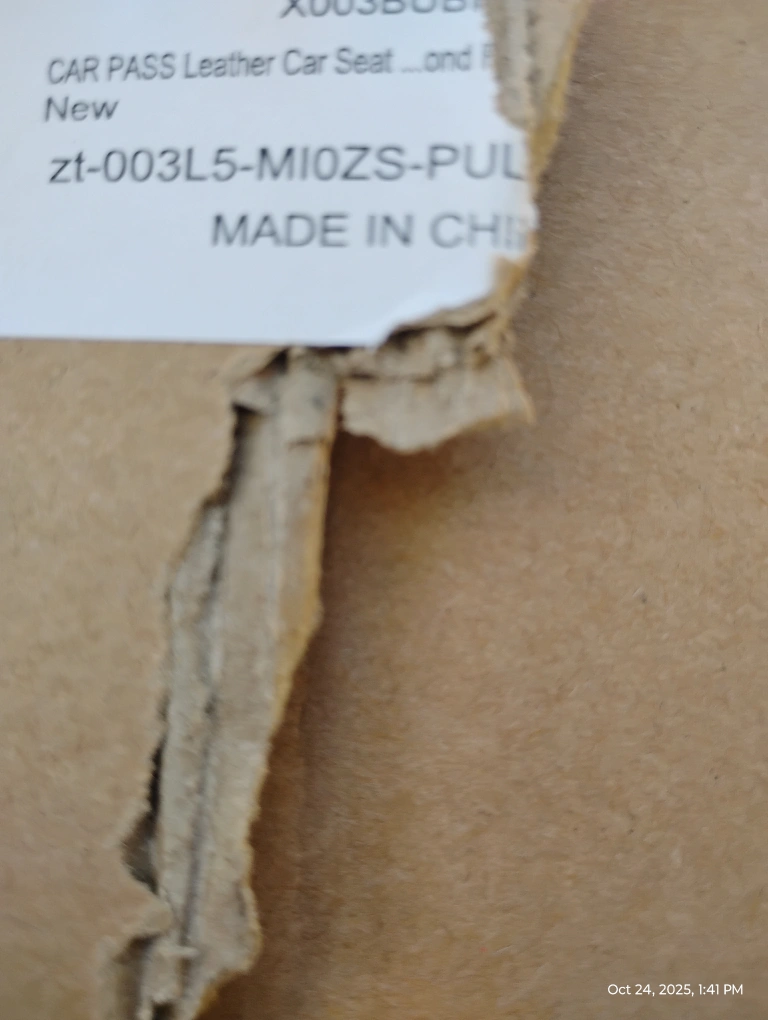 CAR PASS Leather Car Seat ...ond
New
zt-003L5-MI0ZS-PUL
MADE IN CHI
Oct 24, 2025, 1:41 PM